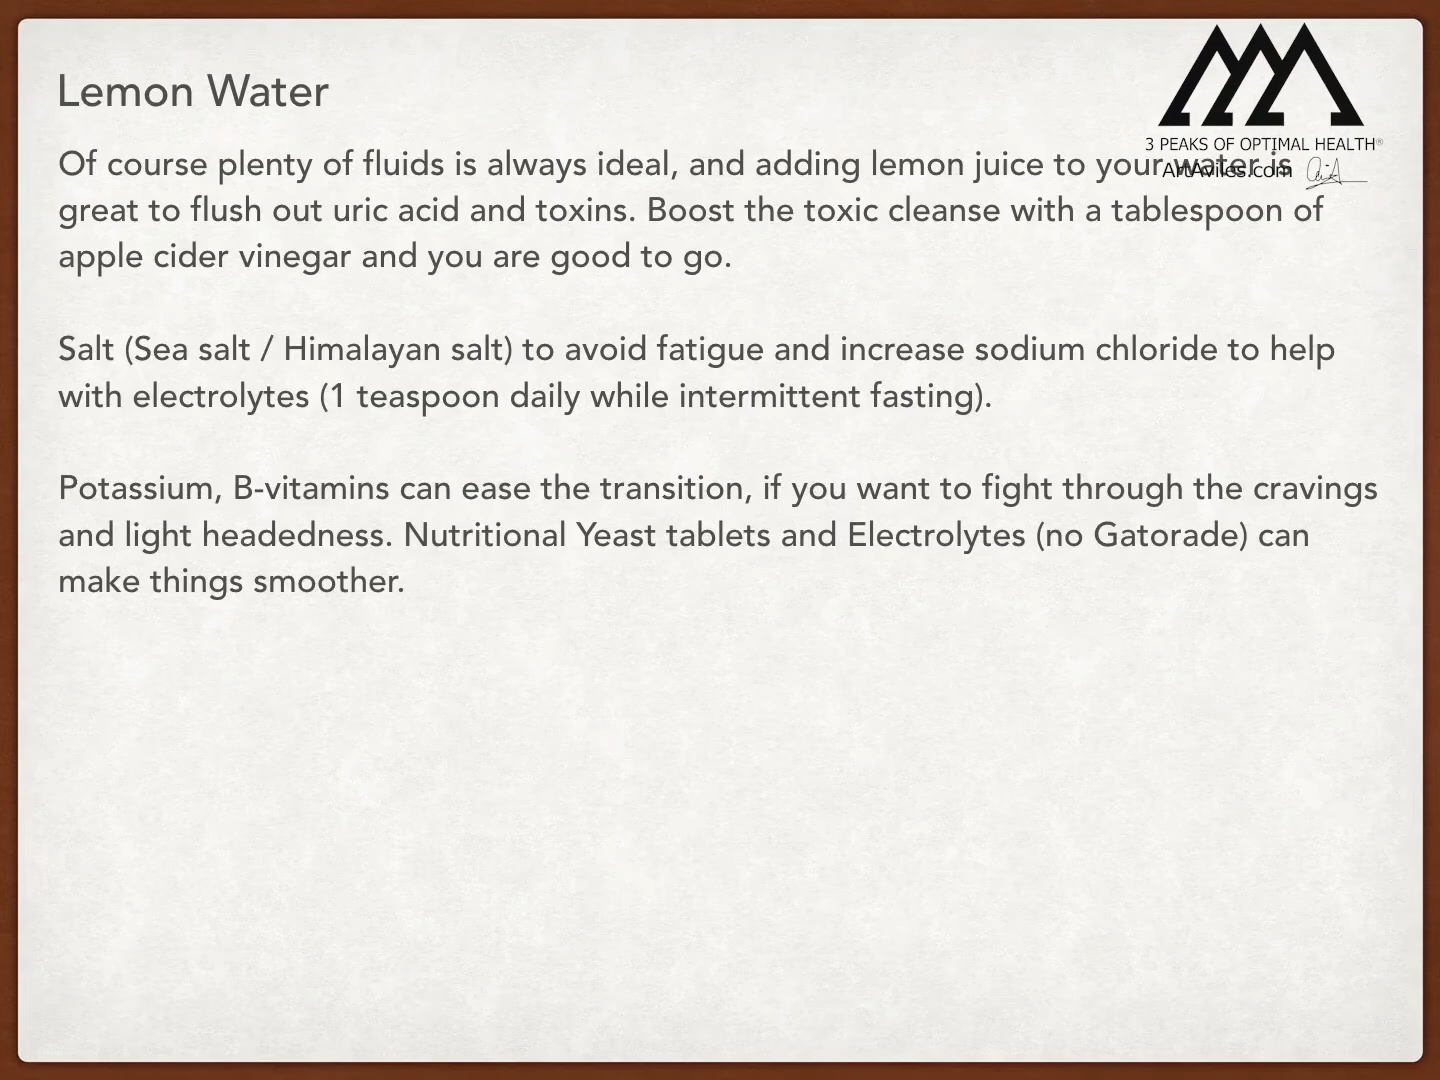 Lemon Water
3 PEAKS OF OPTIMAL HEALTH®
ArtAviles.com
Of course plenty of fluids is always ideal, and adding lemon juice to your water is
great to flush out uric acid and toxins. Boost the toxic cleanse with a tablespoon of
apple cider vinegar and you are good to go.
Salt (Sea salt / Himalayan salt) to avoid fatigue and increase sodium chloride to help
with electrolytes (1 teaspoon daily while intermittent fasting).
Potassium, B-vitamins can ease the transition, if you want to fight through the cravings
and light headedness. Nutritional Yeast tablets and Electrolytes (no Gatorade) can
make things smoother.